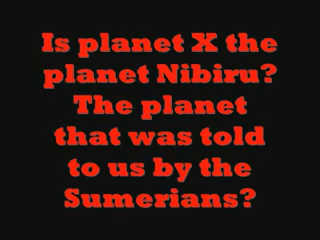 Is planet X the
planet Nibiru?
The planet
that was told
to us by the
Sumerians?